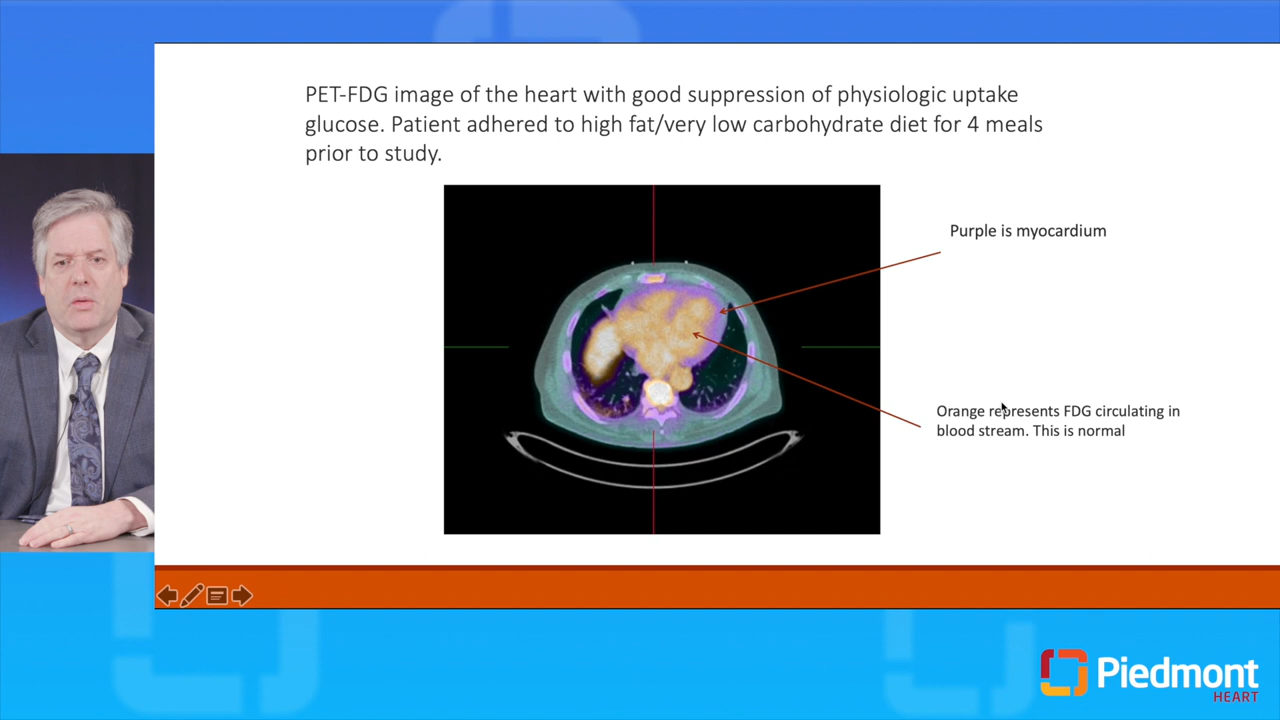 PET-FDG image of the heart with good suppression of physiologic uptake
glucose. Patient adhered to high fat/very low carbohydrate diet for 4 meals
prior to study.
Purple is myocardium
Orange represents FDG circulating in
blood stream. This is normal
Piedmont
HEART